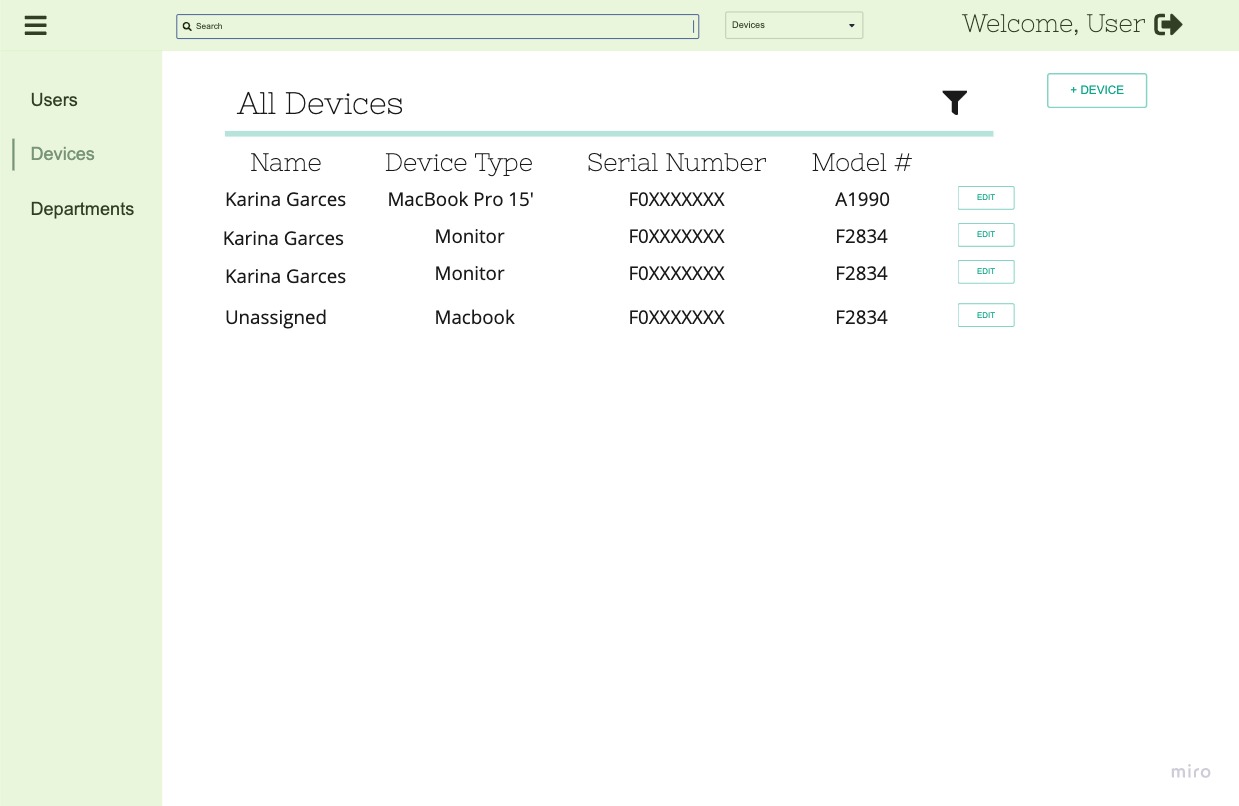 Search
Devices
Welcome, User
Users
Devices
Departments
All Devices
+ DEVICE
Name Device Type Serial Number Model #
Karina Garces MacBook Pro 15' F0XXXXXXX A1990 EDIT
Karina Garces Monitor F0XXXXXXX F2834 EDIT
Karina Garces Monitor F0XXXXXXX F2834 EDIT
Unassigned Macbook F0XXXXXXX F2834 EDIT
miro